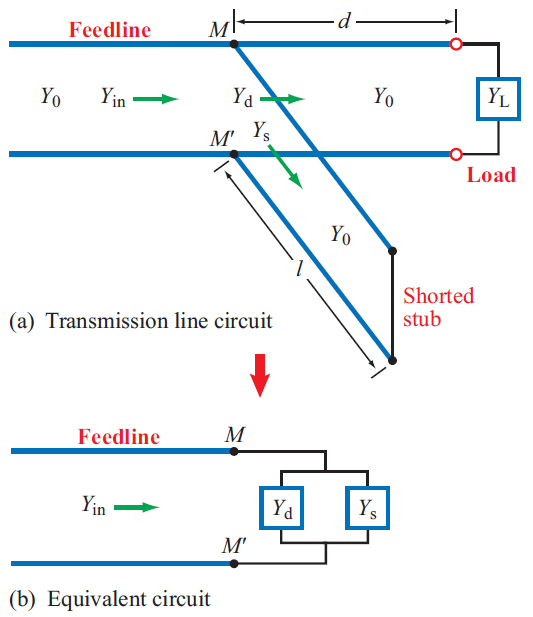 Feedline
M
d
Y0
Yin
Yd
Y0
YL
M'
Ys
Load
Y0
l
Shorted
stub
(a) Transmission line circuit
Feedline
M
Yin
Yd
Ys
M'
(b) Equivalent circuit